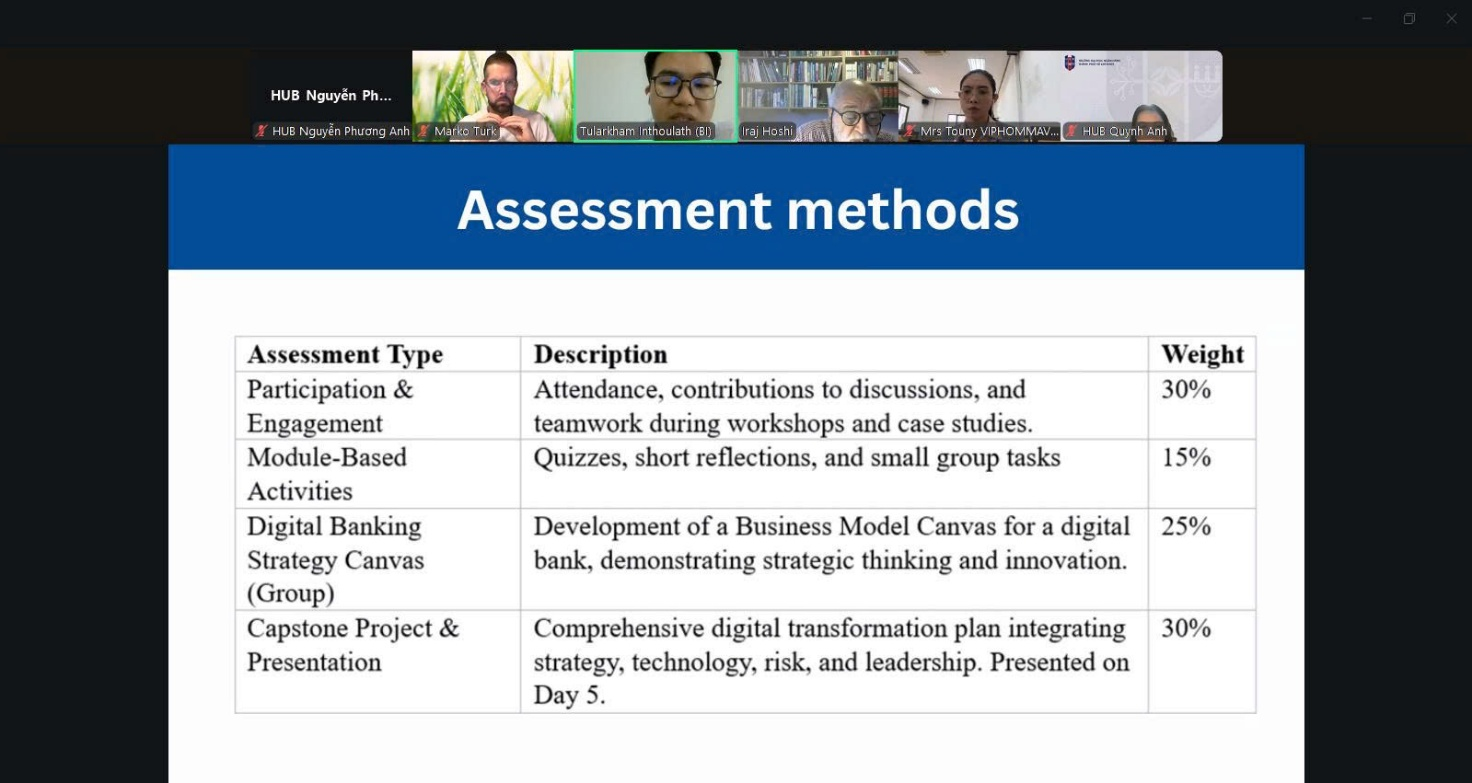 HUB Nguyễn Ph...
HUB Nguyễn Phương Anh
Marko Turk
Tularkham Inthoulath (BI)
Iraj Hoshi
Mrs Touny VIPHOMMAV...
HUB Quynh Anh
Assessment methods
Assessment Type
Description
Weight
Participation &
Engagement
Attendance, contributions to discussions, and
teamwork during workshops and case studies.
30%
Module-Based
Activities
Quizzes, short reflections, and small group tasks
15%
Digital Banking
Strategy Canvas
(Group)
Development of a Business Model Canvas for a digital
bank, demonstrating strategic thinking and innovation.
25%
Capstone Project &
Presentation
Comprehensive digital transformation plan integrating
strategy, technology, risk, and leadership. Presented on
Day 5.
30%